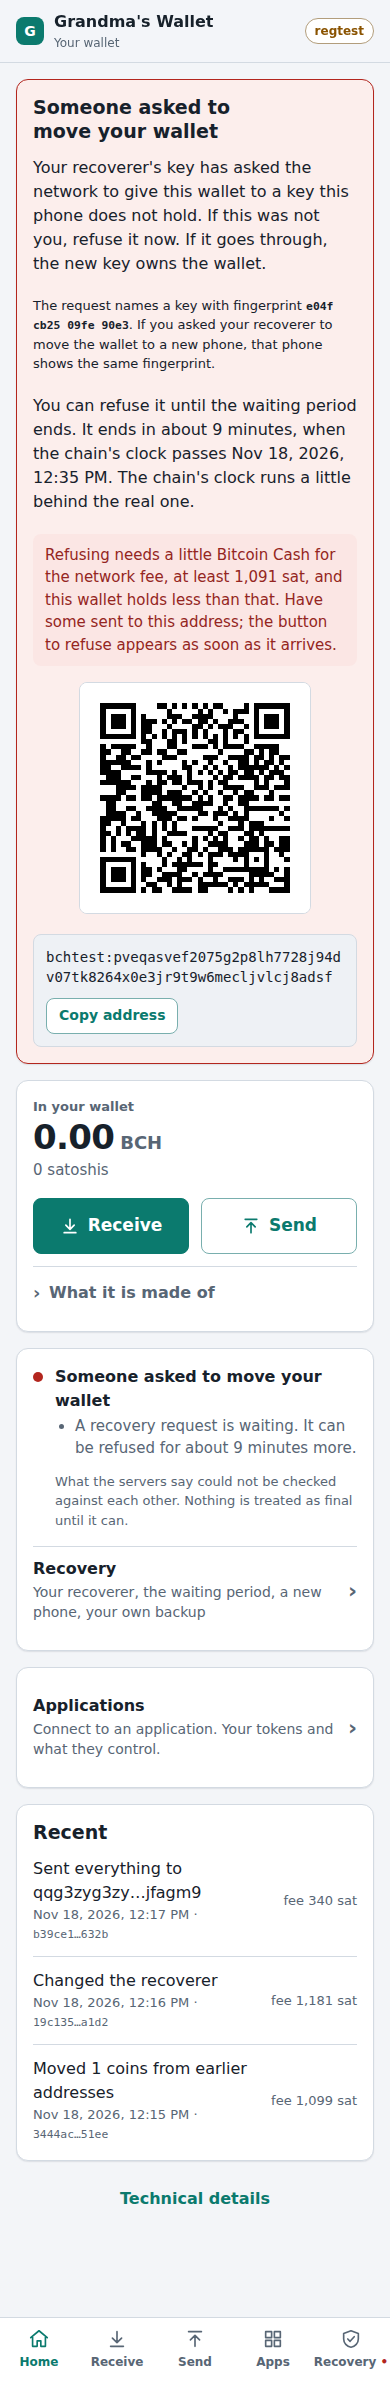 G
Grandma's Wallet
Your wallet
regtest
Someone asked to
move your wallet
Your recoverer's key has asked the
network to give this wallet to a key this
phone does not hold. If this was not
you, refuse it now. If it goes through,
the new key owns the wallet.
The request names a key with fingerprint e04f
cb25 09fe 90e3. If you asked your recoverer to
move the wallet to a new phone, that phone
shows the same fingerprint.
You can refuse it until the waiting period
ends. It ends in about 9 minutes, when
the chain's clock passes Nov 18, 2026,
12:35 PM. The chain's clock runs a little
behind the real one.
Refusing needs a little Bitcoin Cash for
the network fee, at least 1,091 sat, and
this wallet holds less than that. Have
some sent to this address; the button
to refuse appears as soon as it arrives.
bchtest:pveqasvef2075g2p8lh7728j94d
v07tk8264x0e3jr9t9w6mecljvlcj8adsf
Copy address
In your wallet
0.00 BCH
0 satoshis
Receive
Send
› What it is made of
Someone asked to move your
wallet
• A recovery request is waiting. It can
be refused for about 9 minutes more.
What the servers say could not be checked
against each other. Nothing is treated as final
until it can.
Recovery
Your recoverer, the waiting period, a new
phone, your own backup
›
Applications
Connect to an application. Your tokens and
what they control.
›
Recent
Sent everything to
qqg3zyg3zy…jfagm9
Nov 18, 2026, 12:17 PM ·
b39ce1…632b
fee 340 sat
Changed the recoverer
Nov 18, 2026, 12:16 PM ·
19c135…a1d2
fee 1,181 sat
Moved 1 coins from earlier
addresses
Nov 18, 2026, 12:15 PM ·
3444ac…51ee
fee 1,099 sat
Technical details
Home
Receive
Send
Apps
Recovery •